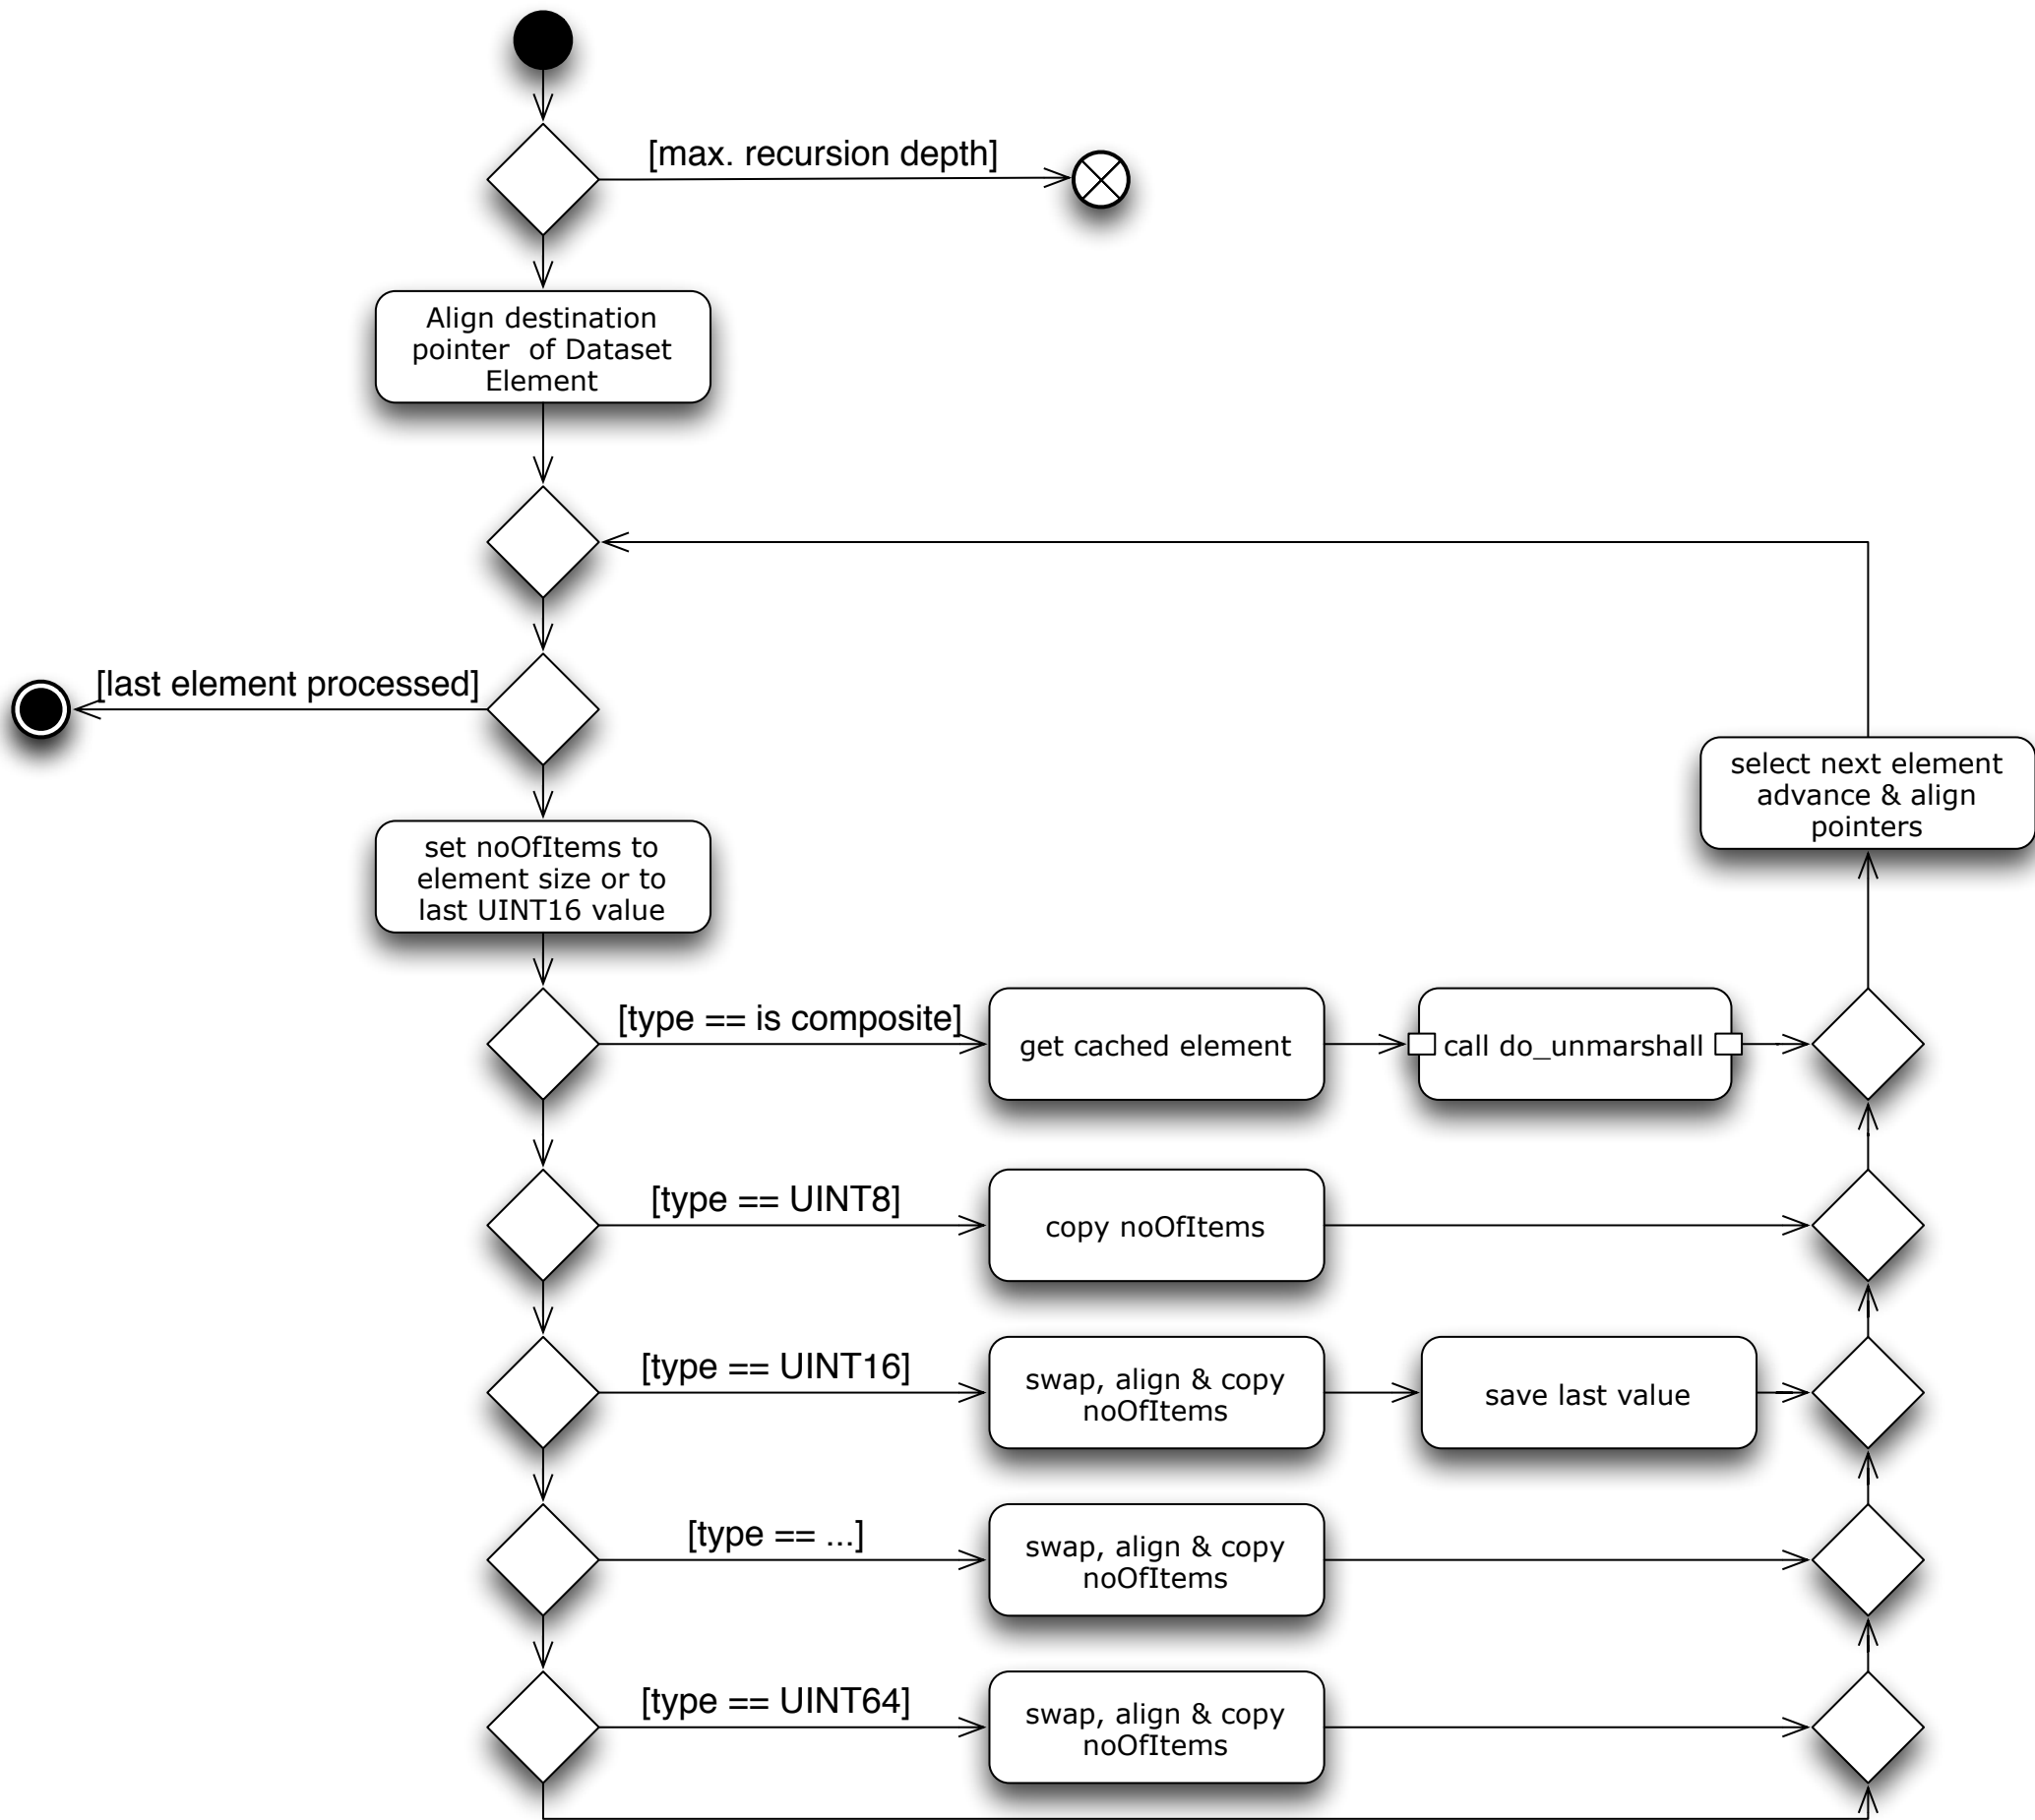 [max. recursion depth]
Align destination
pointer  of Dataset
Element
[last element processed]
select next element
advance & align
pointers
set noOfItems to
element size or to
last UINT16 value
[type == is composite]
get cached element
call do_unmarshall
[type == UINT8]
copy noOfItems
[type == UINT16]
swap, align & copy
noOfItems
save last value
[type == ...]
swap, align & copy
noOfItems
[type == UINT64]
swap, align & copy
noOfItems